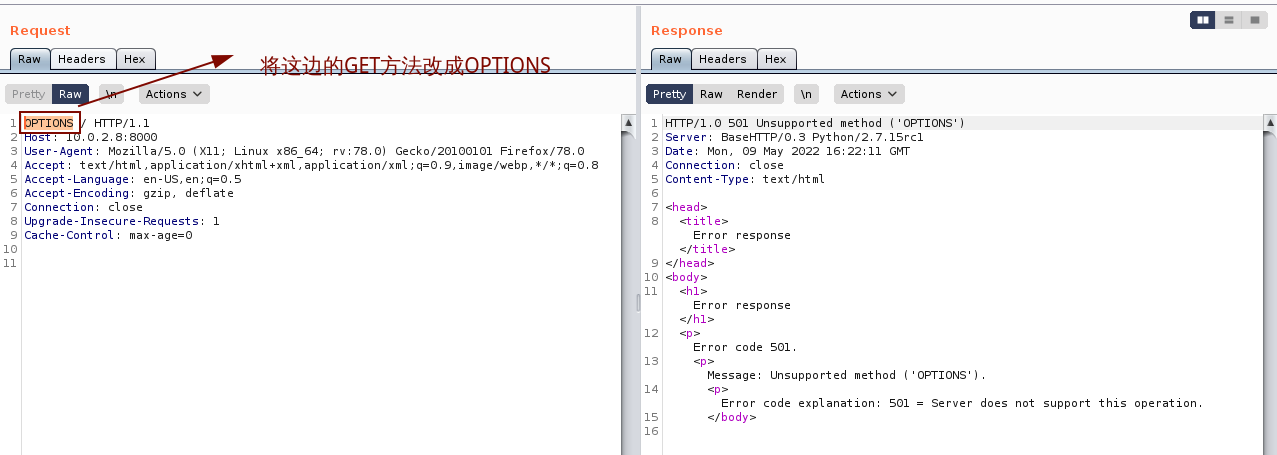 Request
Raw Headers Hex
将这边的GET方法改成OPTIONS
Pretty Raw \n Actions
1 OPTIONS / HTTP/1.1
2 Host: 10.0.2.8:8000
3 User-Agent: Mozilla/5.0 (X11; Linux x86_64; rv:78.0) Gecko/20100101 Firefox/78.0
4 Accept: text/html,application/xhtml+xml,application/xml;q=0.9,image/webp,*/*;q=0.8
5 Accept-Language: en-US,en;q=0.5
6 Accept-Encoding: gzip, deflate
7 Connection: close
8 Upgrade-Insecure-Requests: 1
9 Cache-Control: max-age=0
10
11
Response
Raw Headers Hex
Pretty Raw Render \n Actions
1 HTTP/1.0 501 Unsupported method ('OPTIONS')
2 Server: BaseHTTP/0.3 Python/2.7.15rc1
3 Date: Mon, 09 May 2022 16:22:11 GMT
4 Connection: close
5 Content-Type: text/html
6
7 <head>
8 <title>
Error response
</title>
9 </head>
10 <body>
11 <h1>
Error response
</h1>
12 <p>
Error code 501.
13 <p>
Message: Unsupported method ('OPTIONS').
14 <p>
Error code explanation: 501 = Server does not support this operation.
15 </body>
16